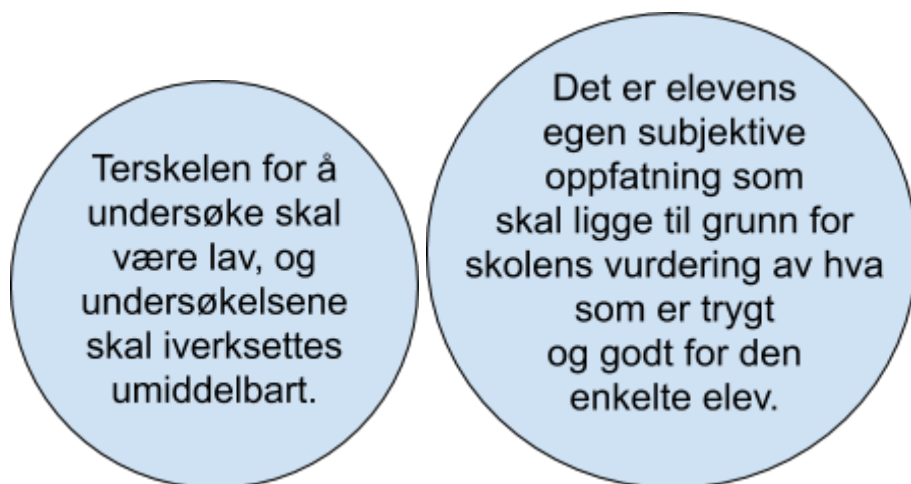 Terskelen for å
undersøke skal
være lav, og
undersøkelsene
skal iverksettes
umiddelbart.
Det er elevens
egen subjektive
oppfatning som
skal ligge til grunn for
skolens vurdering av hva
som er trygt
og godt for den
enkelte elev.